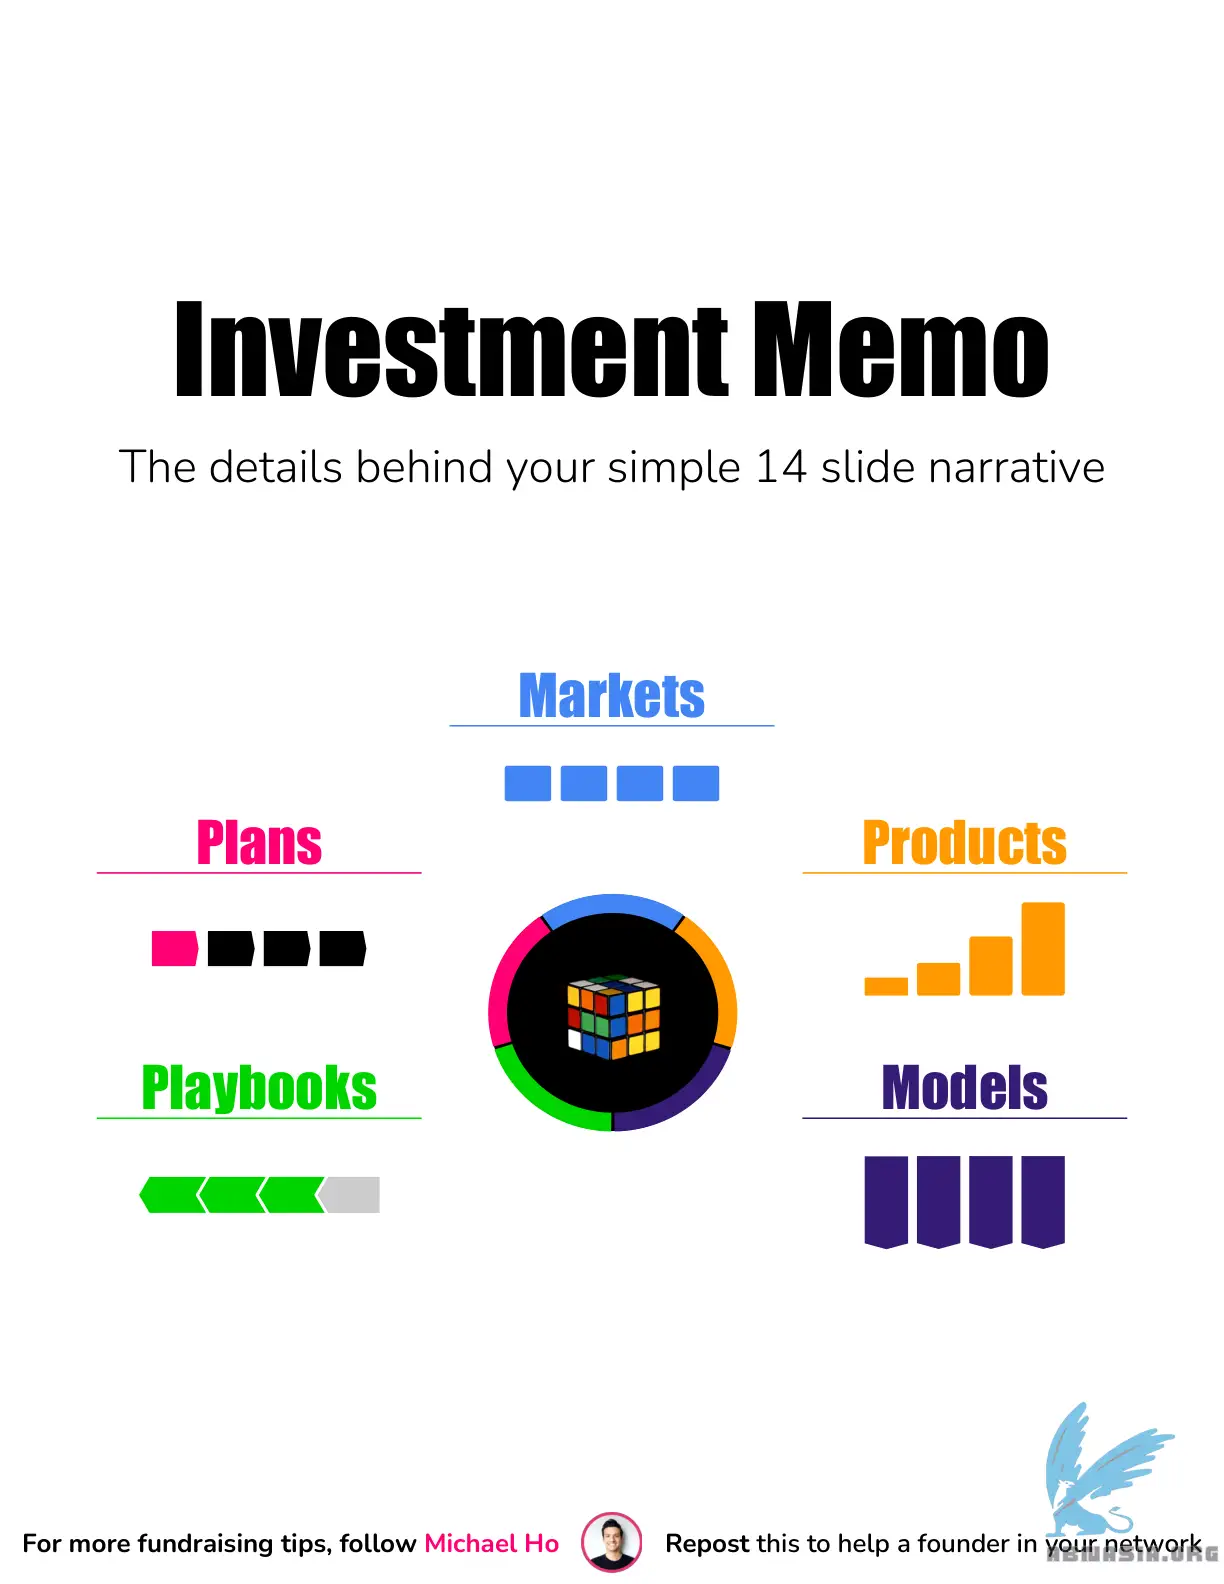 Investment Memo
The details behind your simple 14 slide narrative
Markets
Plans
Products
Playbooks
Models
For more fundraising tips, follow Michael Ho
Repost this to help a founder in your network
ABINASIA.ORG